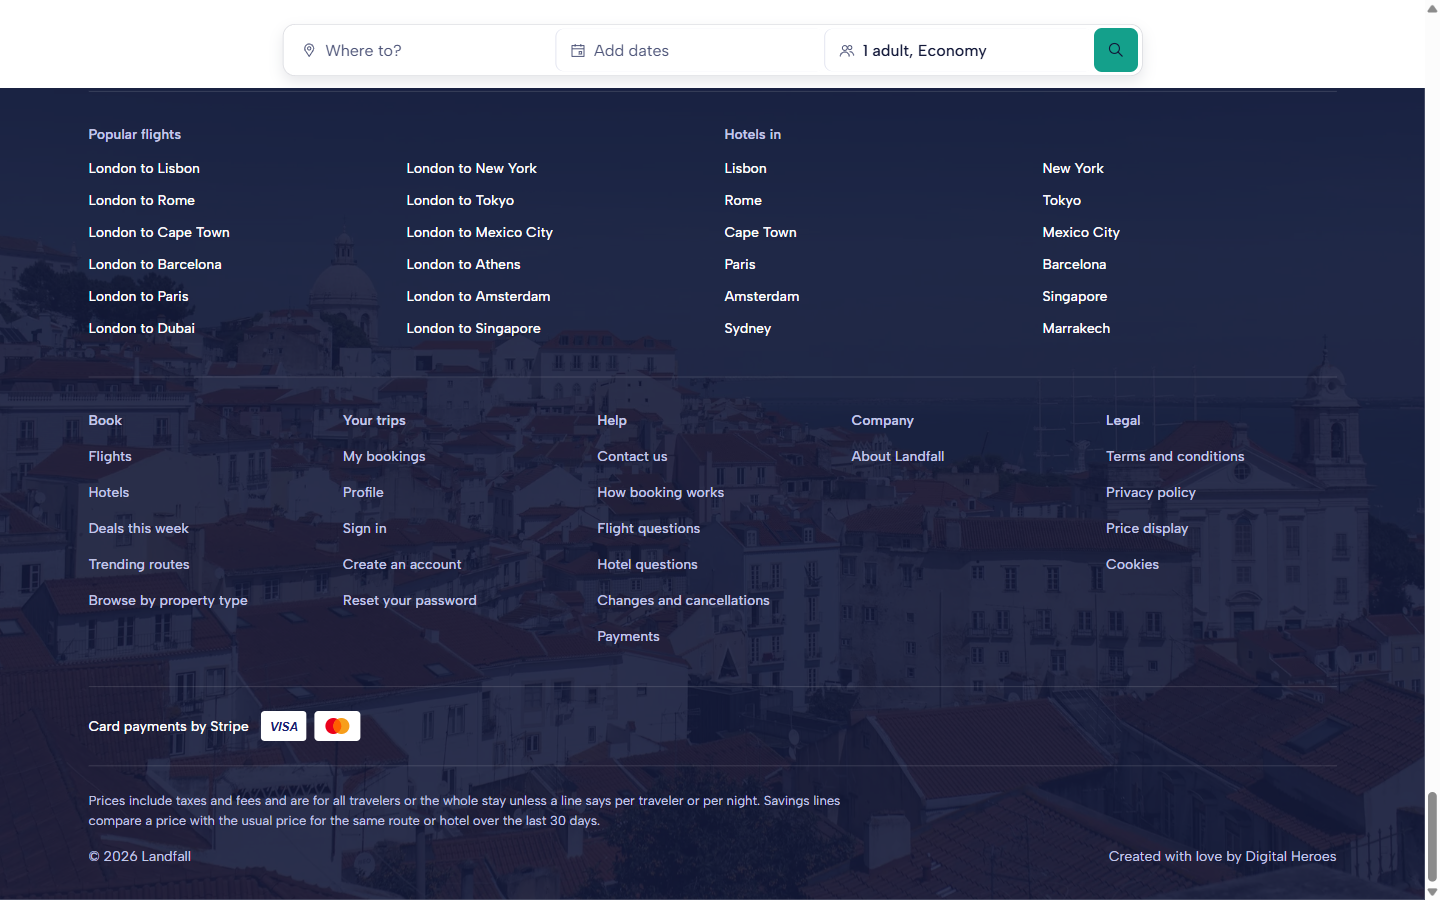 Where to?
Add dates
1 adult, Economy
Popular flights
London to Lisbon
London to Rome
London to Cape Town
London to Barcelona
London to Paris
London to Dubai
London to New York
London to Tokyo
London to Mexico City
London to Athens
London to Amsterdam
London to Singapore
Hotels in
Lisbon
Rome
Cape Town
Paris
Amsterdam
Sydney
New York
Tokyo
Mexico City
Barcelona
Singapore
Marrakech
Book
Flights
Hotels
Deals this week
Trending routes
Browse by property type
Your trips
My bookings
Profile
Sign in
Create an account
Reset your password
Help
Contact us
How booking works
Flight questions
Hotel questions
Changes and cancellations
Payments
Company
About Landfall
Legal
Terms and conditions
Privacy policy
Price display
Cookies
Card payments by Stripe
VISA
Prices include taxes and fees and are for all travelers or the whole stay unless a line says per traveler or per night. Savings lines
compare a price with the usual price for the same route or hotel over the last 30 days.
© 2026 Landfall
Created with love by Digital Heroes